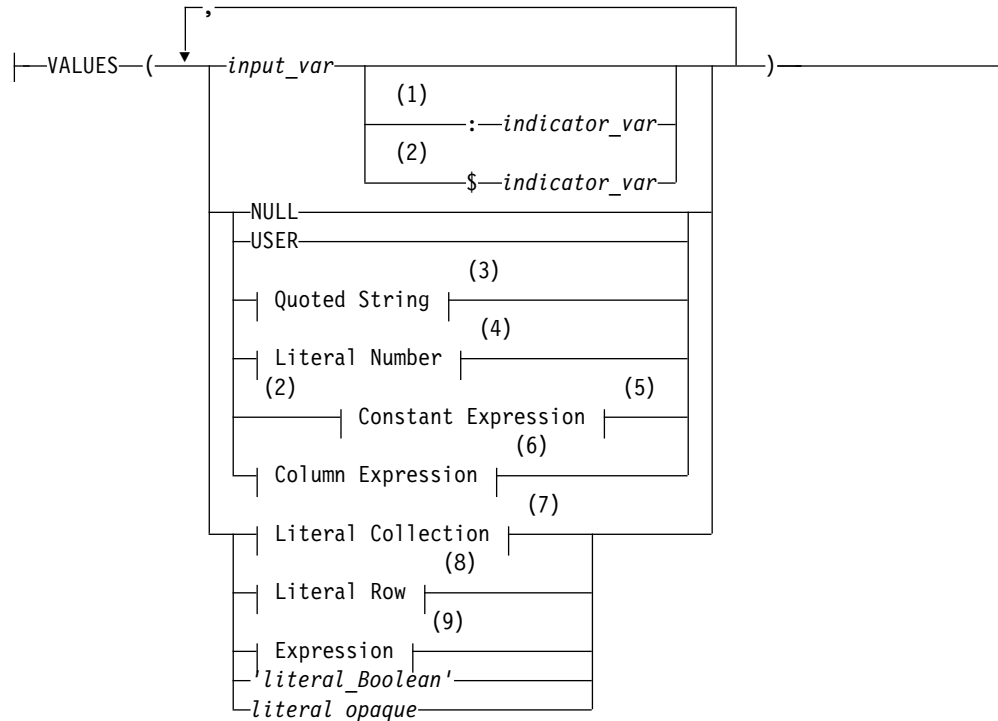 ,
VALUES ( input_var )
(1)
: indicator_var
(2)
$ indicator_var
NULL
USER
(3)
Quoted String
(4)
Literal Number
(2) (5)
Constant Expression
(6)
Column Expression
(7)
Literal Collection
(8)
Literal Row
(9)
Expression
'literal_Boolean'
literal opaque